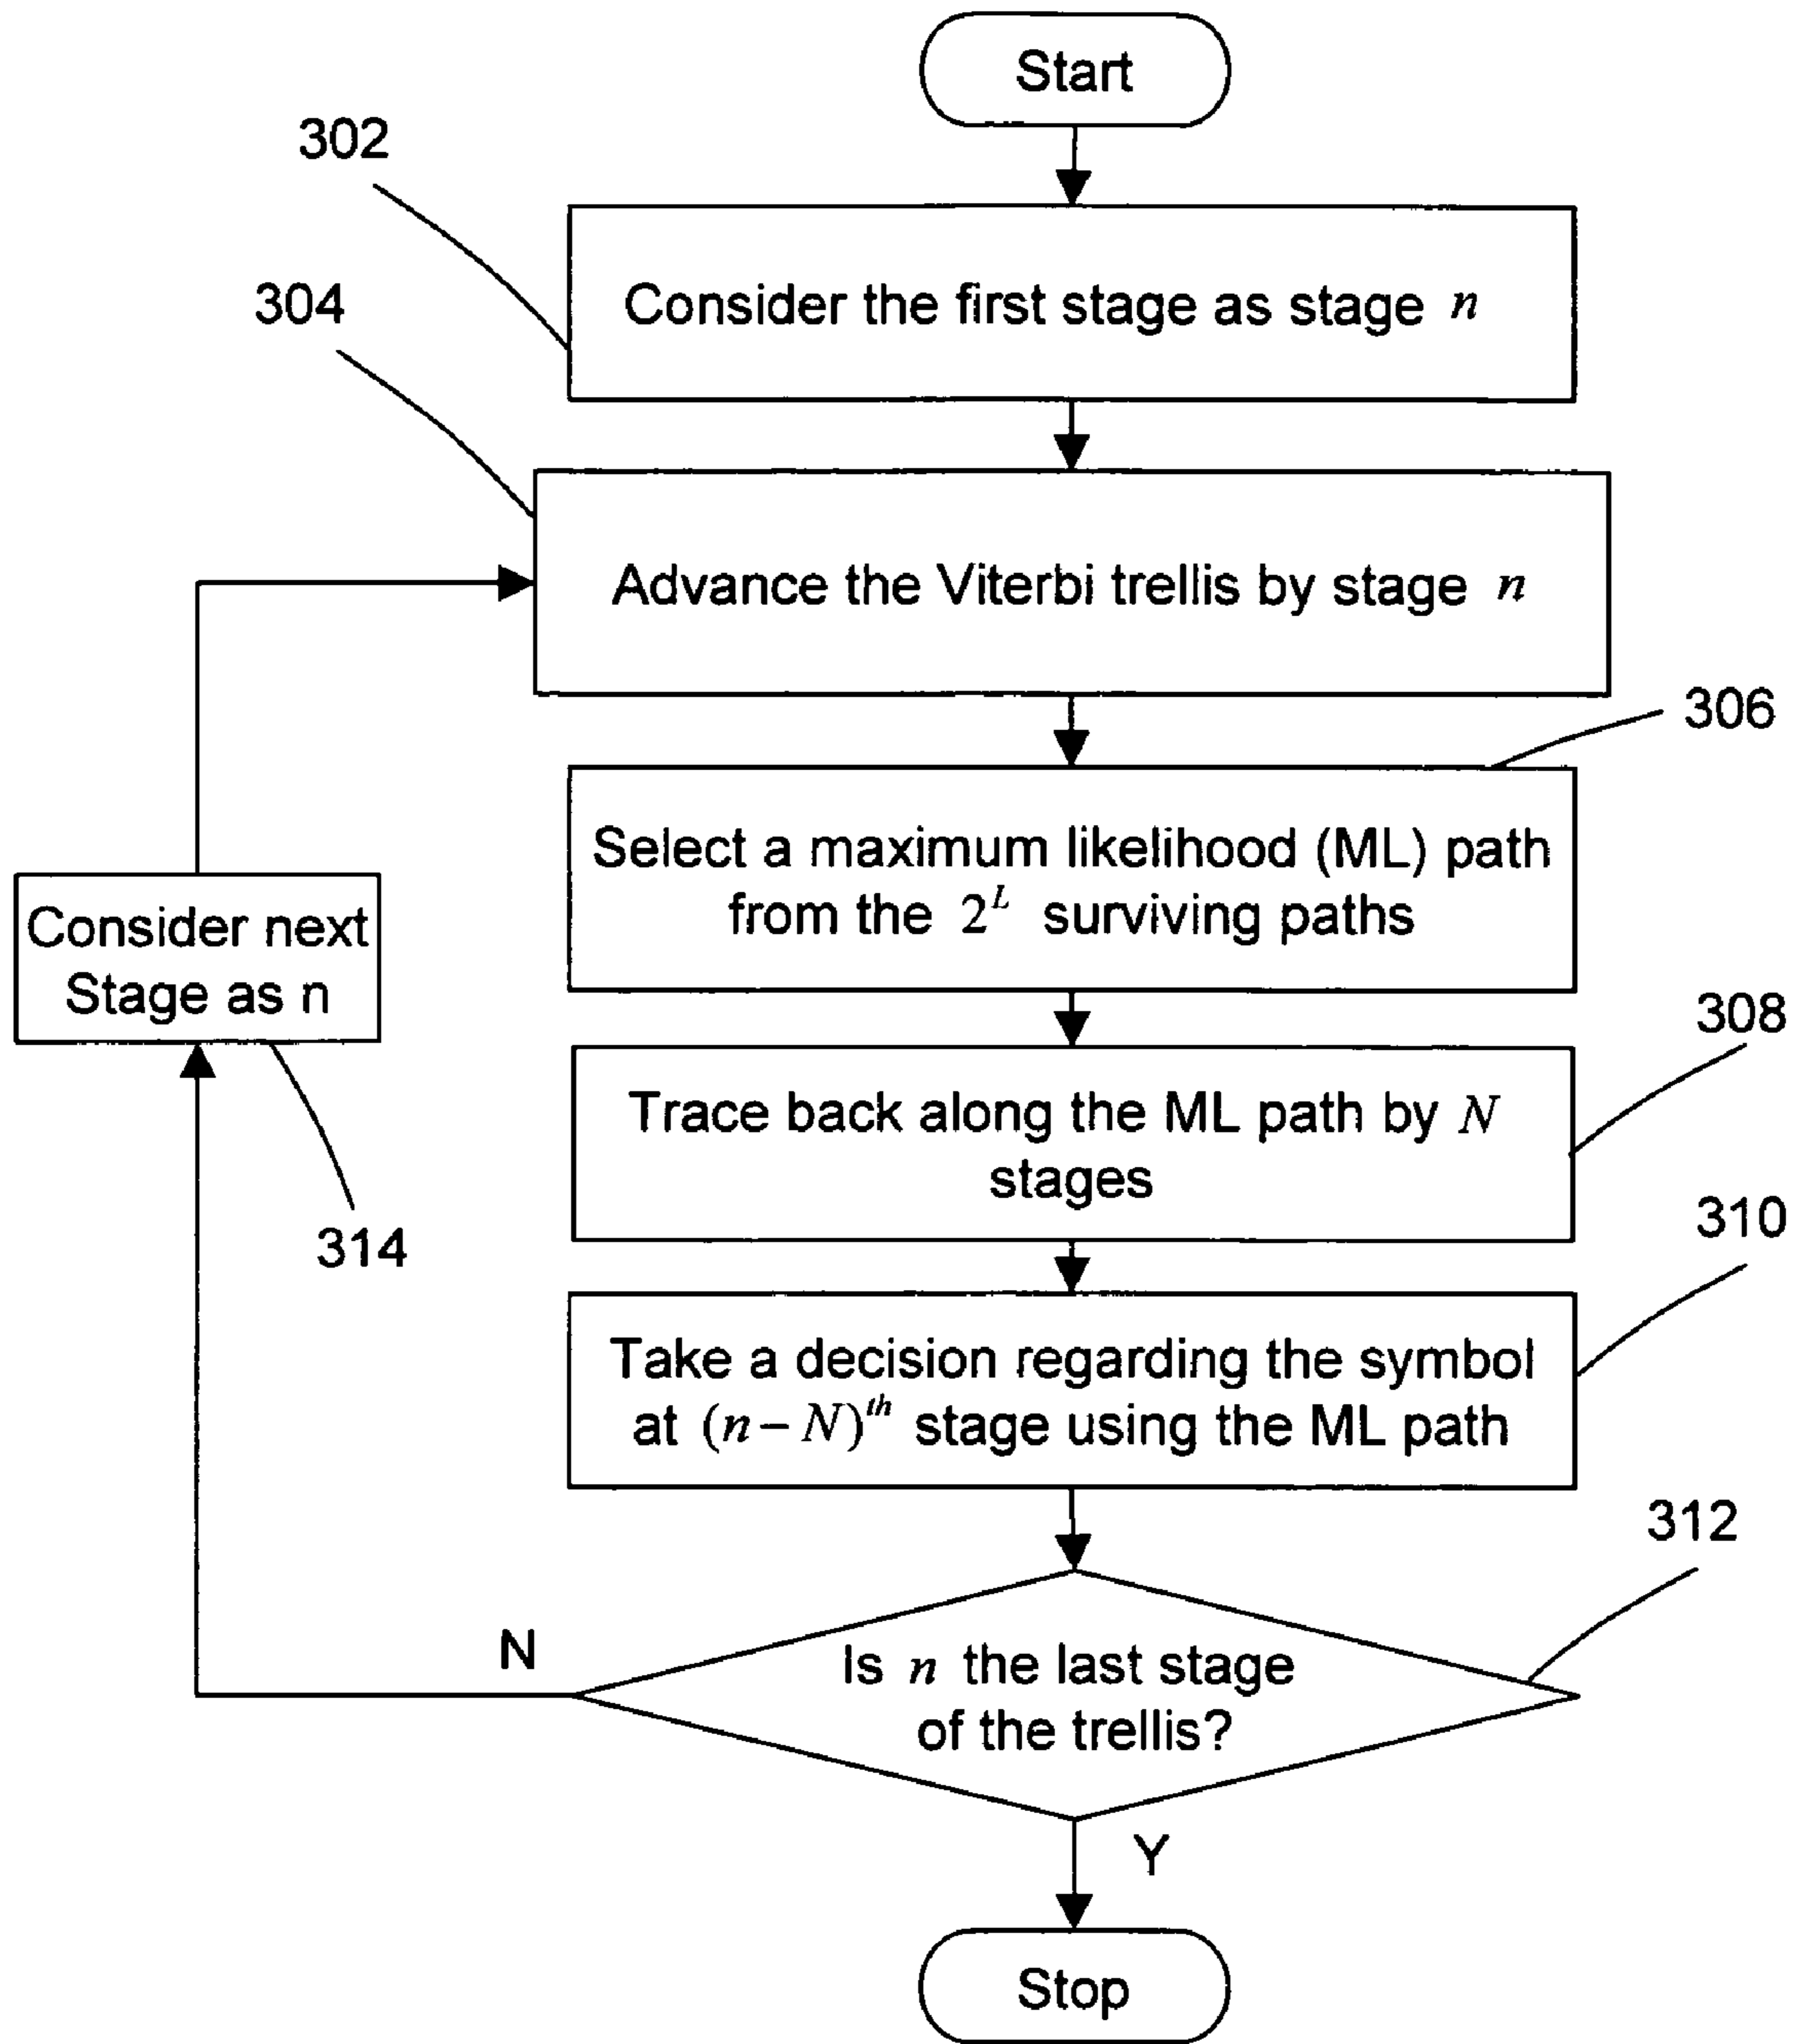 Start
302
Consider the first stage as stage n
304
Advance the Viterbi trellis by stage n
306
Select a maximum likelihood (ML) path
from the 2^L surviving paths
Consider next
Stage as n
308
Trace back along the ML path by N
stages
314
310
Take a decision regarding the symbol
at (n−N)^th stage using the ML path
312
N
Is n the last stage
of the trellis?
Y
Stop